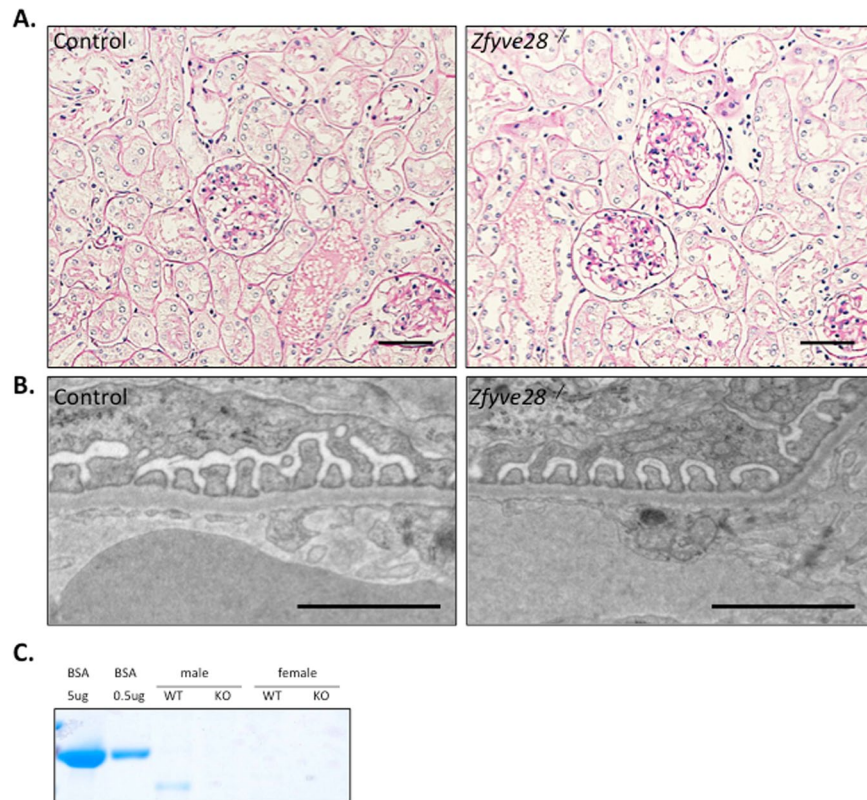 A.
Control
Zfyve28 -/-
B.
Control
Zfyve28 -/-
C.
BSA BSA male female
5ug 0.5ug WT KO WT KO